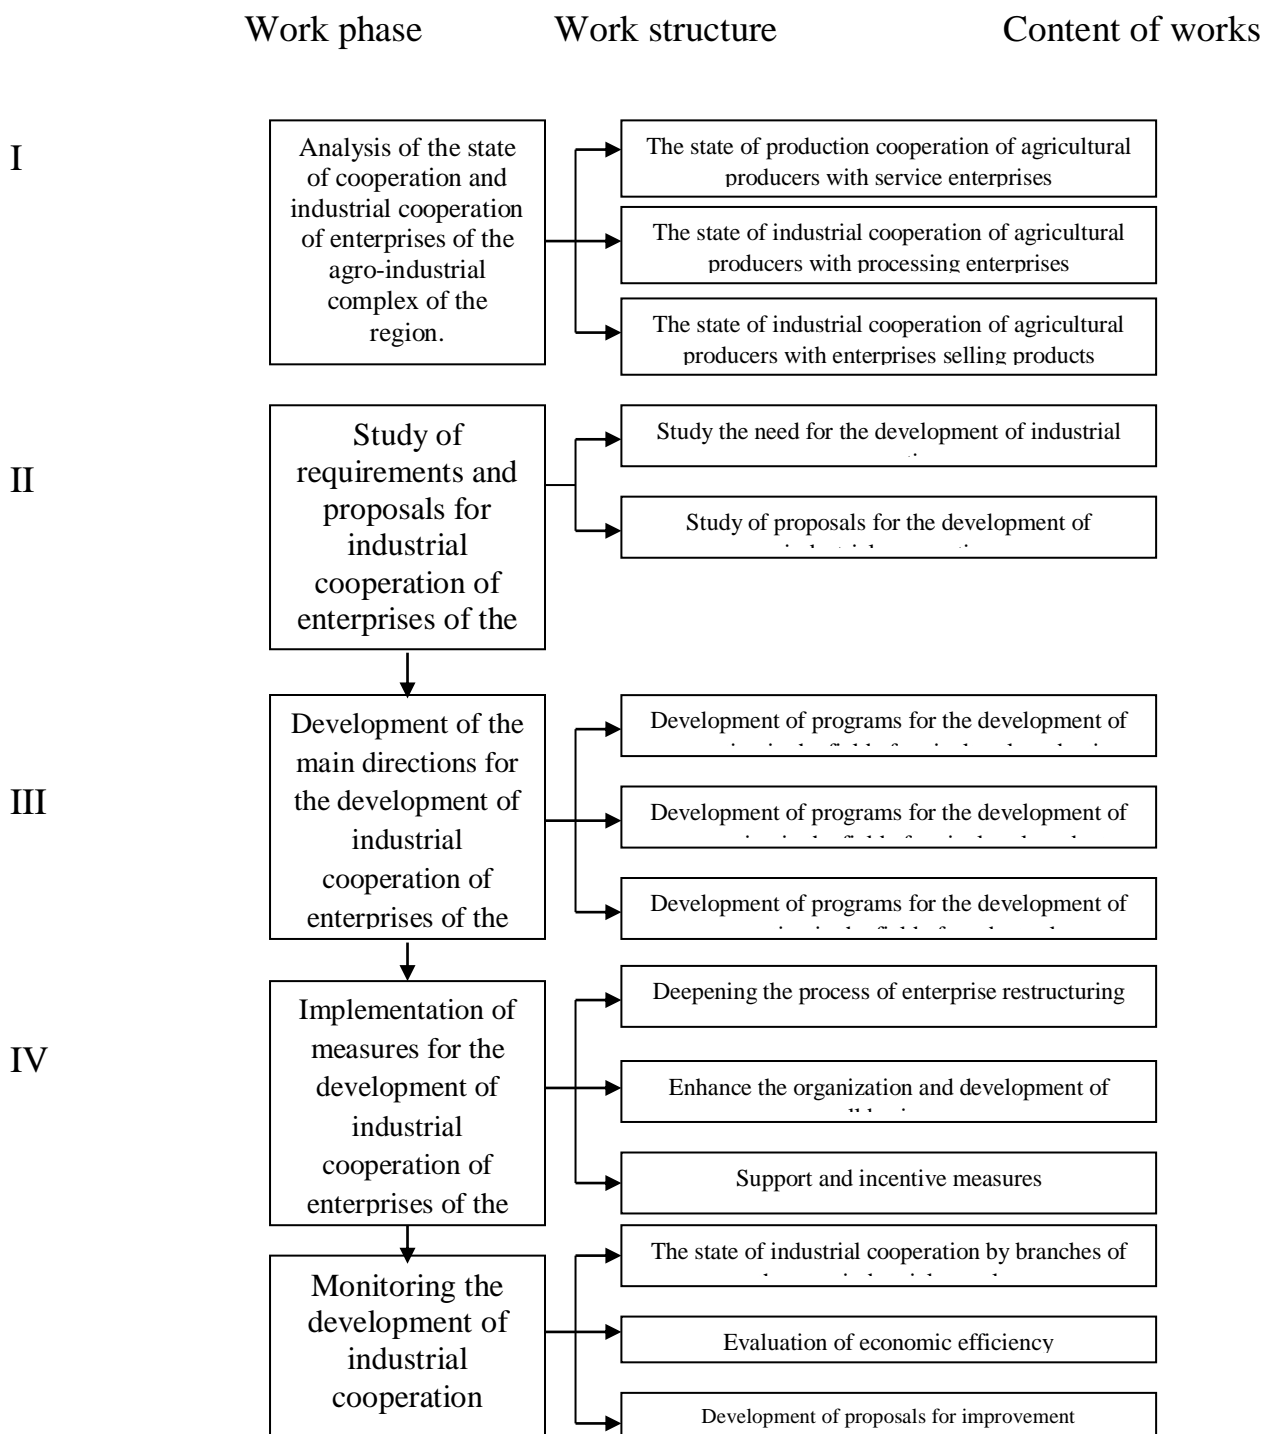 Work phase
Work structure
Content of works
I
Analysis of the state
of cooperation and
industrial cooperation
of enterprises of the
agro-industrial
complex of the
region.
The state of production cooperation of agricultural
producers with service enterprises
The state of industrial cooperation of agricultural
producers with processing enterprises
The state of industrial cooperation of agricultural
producers with enterprises selling products
II
Study of
requirements and
proposals for
industrial
cooperation of
enterprises of the
Study the need for the development of industrial
Study of proposals for the development of
III
Development of the
main directions for
the development of
industrial
cooperation of
enterprises of the
Development of programs for the development of
Development of programs for the development of
Development of programs for the development of
IV
Implementation of
measures for the
development of
industrial
cooperation of
enterprises of the
Deepening the process of enterprise restructuring
Enhance the organization and development of
Support and incentive measures
Monitoring the
development of
industrial
cooperation
The state of industrial cooperation by branches of
Evaluation of economic efficiency
Development of proposals for improvement